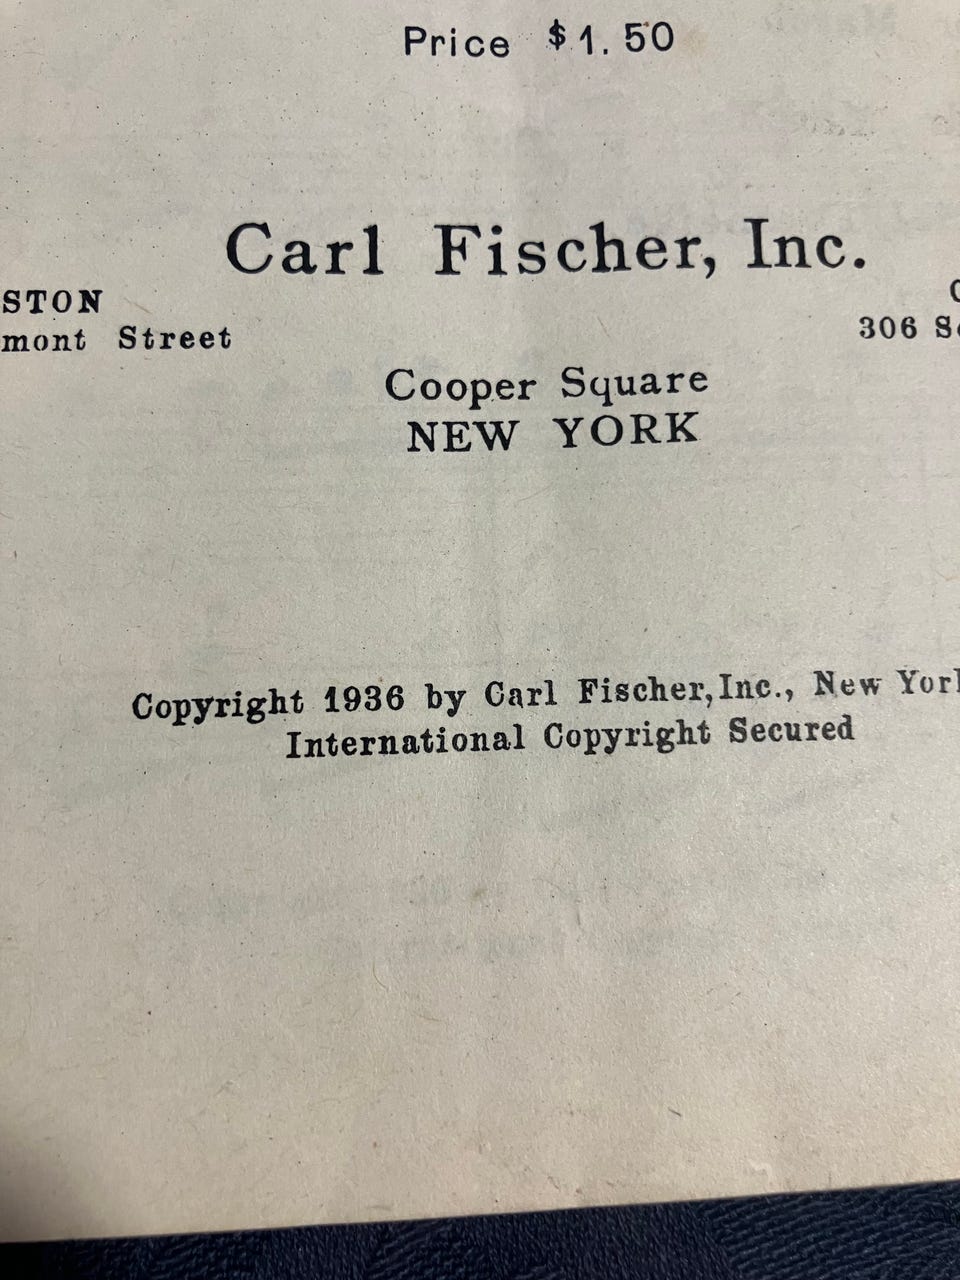 Price $1.50
Carl Fischer, Inc.
STON
mont Street
306
Cooper Square
NEW YORK
Copyright 1936 by Carl Fischer, Inc., New York
International Copyright Secured